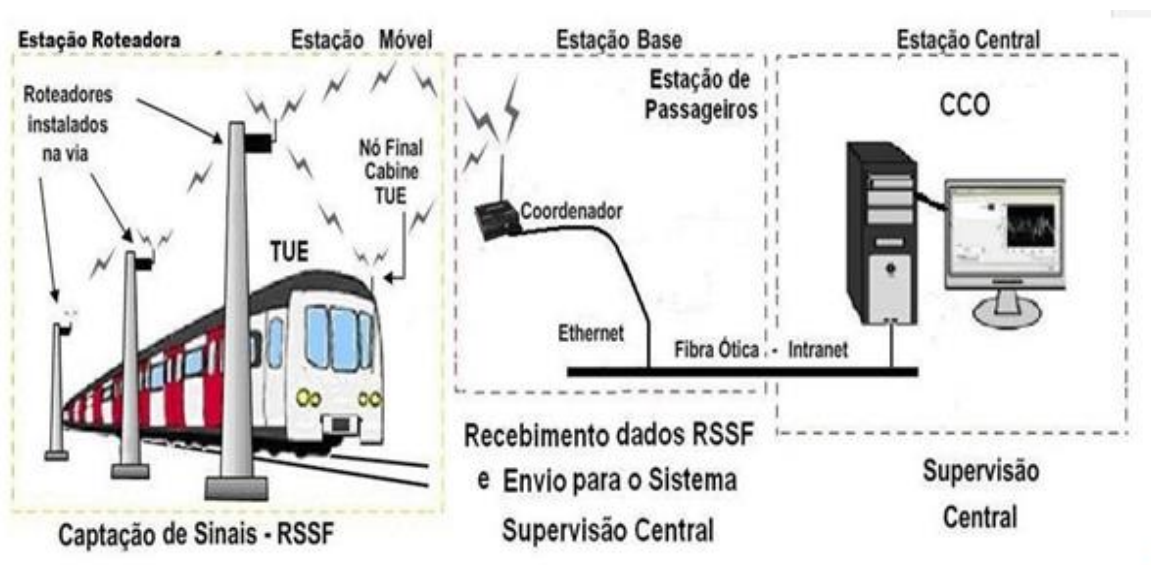 Estação Roteadora
Estação Móvel
Estação Base
Estação Central
Roteadores
instalados
na via
Nó Final
Cabine
TUE
TUE
Estação de
Passageiros
Coordenador
Ethernet
Fibra Ótica - Intranet
CCO
Captação de Sinais - RSSF
Recebimento dados RSSF
e Envio para o Sistema
Supervisão Central
Supervisão
Central